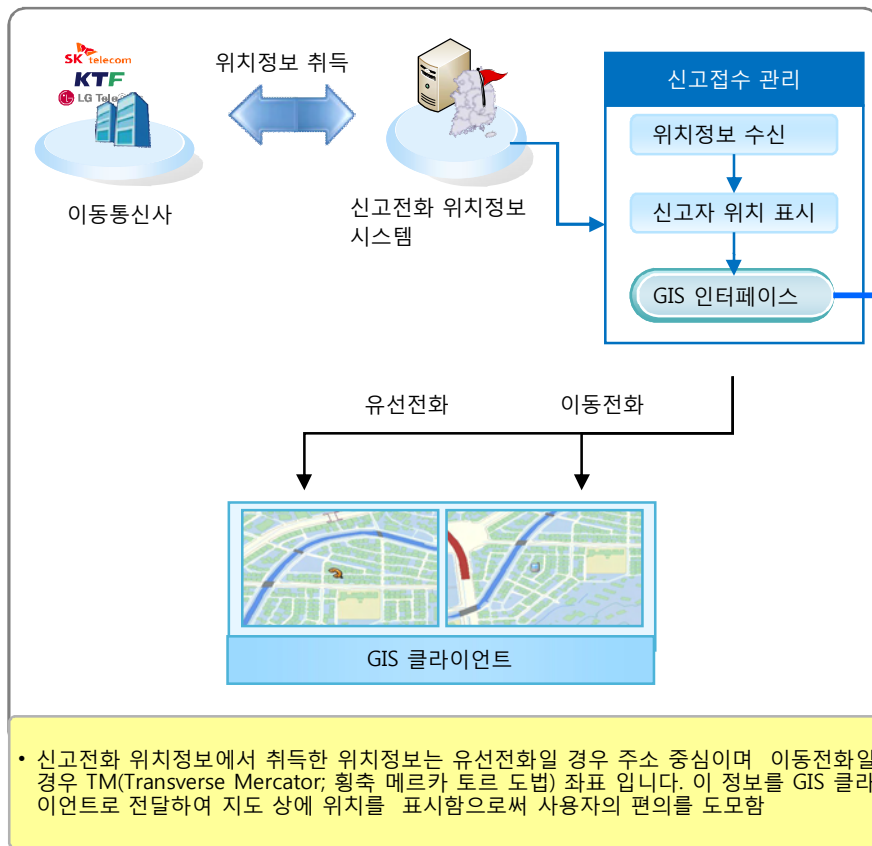 SK telecom
KTF
LG Tele
위치정보 취득
이동통신사
신고전화 위치정보
시스템
신고접수 관리
위치정보 수신
신고자 위치 표시
GIS 인터페이스
유선전화
이동전화
GIS 클라이언트
• 신고전화 위치정보에서 취득한 위치정보는 유선전화일 경우 주소 중심이며 이동전화일
경우 TM(Transverse Mercator; 횡축 메르카 토르 도법) 좌표 입니다. 이 정보를 GIS 클라
이언트로 전달하여 지도 상에 위치를 표시함으로써 사용자의 편의를 도모함